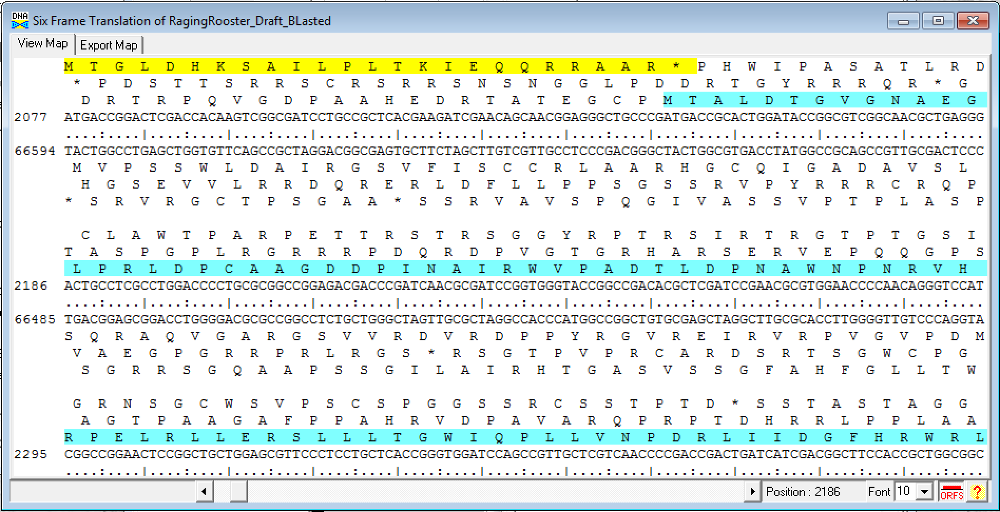 DNA Six Frame Translation of RagingRooster_Draft_BLasted
View Map Export Map
M T G L D H K S A I L P L T K I E Q Q R R A A R * P H W I P A S A T L R D
* P D S T T S R R S C R S R R S N S N G G L P D D R T G Y R R R Q R * G
D R T R P Q V G D P A A H E D R T A T E G C P M T A L D T G V G N A E G
2077 ATGACCGGACTCGACCACAAGTCGGCGATCCTGCCGCTCACGAAGATCGAACAGCAACGGAGGGCTGCCCGATGACCGCACTGGATACCGGCGTCGGCAACGCTGAGGG
....:....|....:....|....:....|....:....|....:....|....:....|....:....|....:....|....:....|....:....|....:....
66594 TACTGGCCTGAGCTGGTGTTCAGCCGCTAGGACGGCGAGTGCTTCTAGCTTGTCGTTGCCTCCCGACGGGCTACTGGCGTGACCTATGGCCGCAGCCGTTGCGACTCCC
M V P S S W L D A I R G S V F I S C C R L A A R H G C Q I G A D A V S L
H G S E V V L R R D Q R E R L D F L L P P S G S S R V P Y R R R C R Q P
* S R V R G C T P S G A A * S S R V A V S P Q G I V A S S V P T P L A S P
C L A W T P A R P E T T R S T R S G G Y R P T R S I R T R G T P T G S I
T A S P G P L R G R R R P D Q R D P V G T G R H A R S E R V E P Q Q G P S
L P R L D P C A A G D D P I N A I R W V P A D T L D P N A W N P N R V H
2186 ACTGCCTCGCCTGGACCCCTGCGCGGCCGGAGACGACCCGATCAACGCGATCCGGTGGGTACCGGCCGACACGCTCGATCCGAACGCGTGGAACCCCAACAGGGTCCAT
....:....|....:....|....:....|....:....|....:....|....:....|....:....|....:....|....:....|....:....|....:....
66485 TGACGGAGCGGACCTGGGGACGCGCCGGCCTCTGCTGGGCTAGTTGCGCTAGGCCACCCATGGCCGGCTGTGCGAGCTAGGCTTGCGCACCTTGGGGTTGTCCCAGGTA
S Q R A Q V G A R G S V V R D V R D P P Y R G V R E I R V R P V G V P D M
V A E G P G R R P R L R G S * R S G T P V P R C A R D S R T S G W C P G
S G R R S G Q A A P S S G I L A I R H T G A S V S S G F A H F G L L T W
G R N S G C W S V P S C S P G G S S R C S S T P T D * S S T A S T A G G
A G T P A A G A F P P A H R V D P A V A R Q P R P T D H R R L P P L A A
R P E L R L L E R S L L L T G W I Q P L L V N P D R L I I D G F H R W R L
2295 CGGCCGGAACTCCGGCTGCTGGAGCGTTCCCTCCTGCTCACCGGGTGGATCCAGCCGTTGCTCGTCAACCCCGACCGACTGATCATCGACGGCTTCCACCGCTGGCGGC
....:....|....:....|....:....|....:....|....:....|....:....|....:....|....:....|....:....|....:....|....:....
Position : 2186 Font 10 ORFS ?